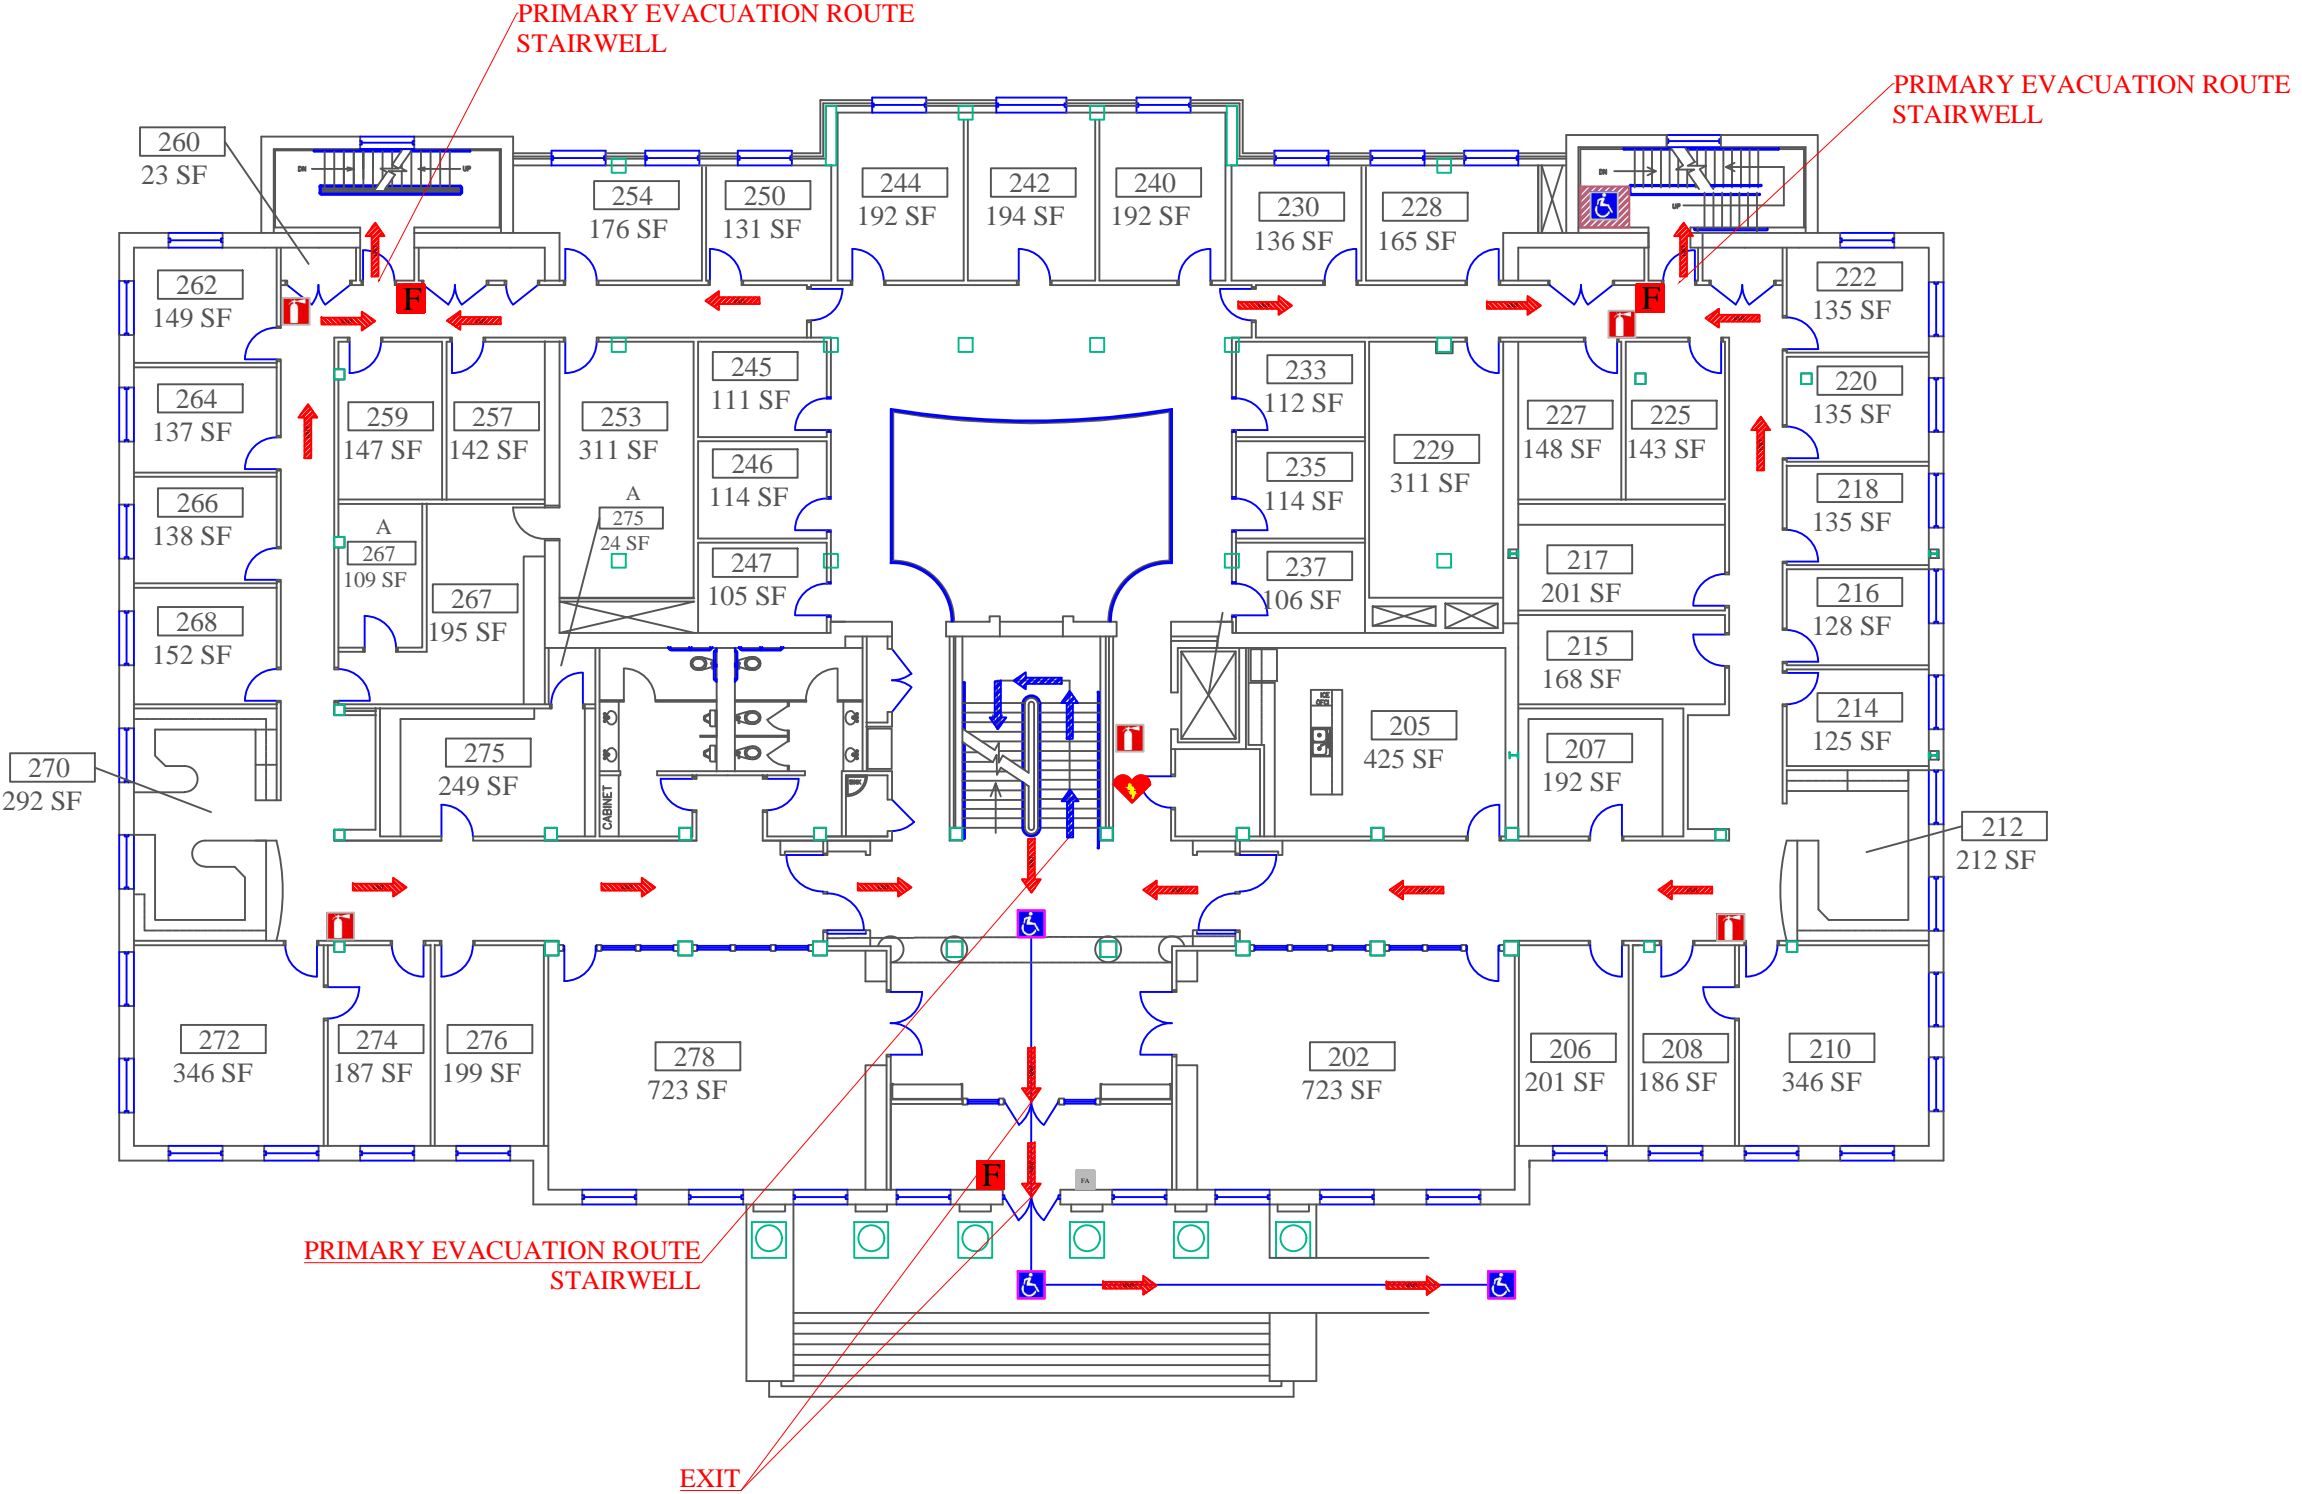 PRIMARY EVACUATION ROUTE
STAIRWELL
PRIMARY EVACUATION ROUTE
STAIRWELL
260
23 SF
DN
UP
DN
UP
254
176 SF
250
131 SF
244
192 SF
242
194 SF
240
192 SF
230
136 SF
228
165 SF
262
149 SF
F
F
222
135 SF
264
137 SF
259
147 SF
257
142 SF
253
311 SF
245
111 SF
233
112 SF
229
311 SF
227
148 SF
225
143 SF
220
135 SF
266
138 SF
A
267
109 SF
A
275
24 SF
246
114 SF
235
114 SF
218
135 SF
268
152 SF
267
195 SF
247
105 SF
237
106 SF
217
201 SF
216
128 SF
215
168 SF
214
125 SF
270
292 SF
275
249 SF
CABINET
205
425 SF
207
192 SF
212
212 SF
272
346 SF
274
187 SF
276
199 SF
278
723 SF
202
723 SF
206
201 SF
208
186 SF
210
346 SF
F
FA
PRIMARY EVACUATION ROUTE
STAIRWELL
EXIT